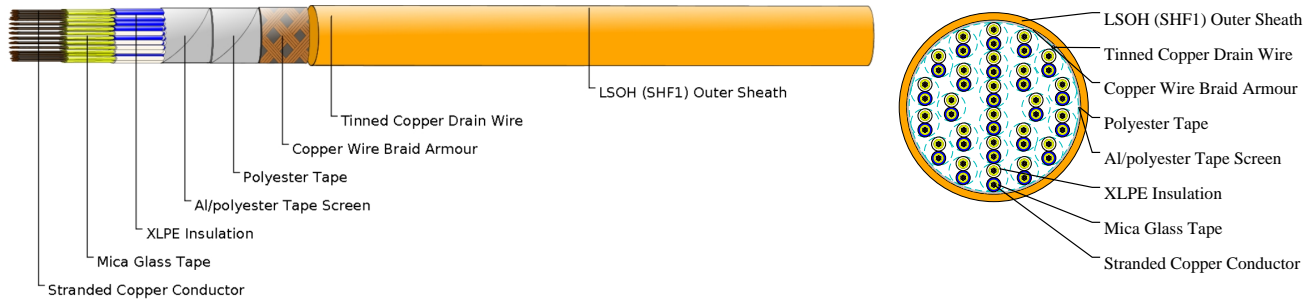 LSOH (SHF1) Outer Sheath
Tinned Copper Drain Wire
Copper Wire Braid Armour
Polyester Tape
Al/polyester Tape Screen
XLPE Insulation
Mica Glass Tape
Stranded Copper Conductor
LSOH (SHF1) Outer Sheath
Tinned Copper Drain Wire
Copper Wire Braid Armour
Polyester Tape
Al/polyester Tape Screen
XLPE Insulation
Mica Glass Tape
Stranded Copper Conductor